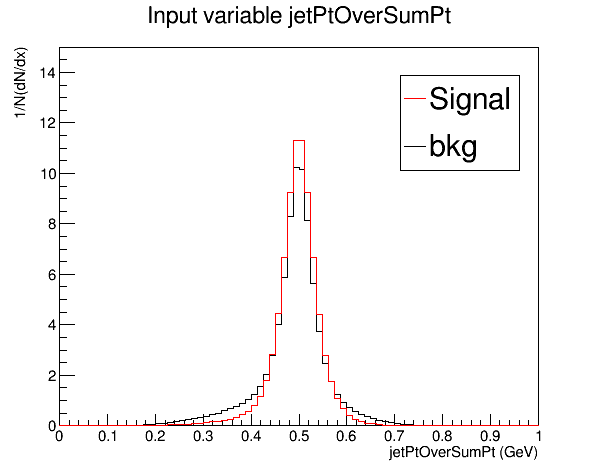 Input variable jetPtOverSumPt
1/N(dN/dx)
14
12
10
8
6
4
2
0
Signal
bkg
0 0.1 0.2 0.3 0.4 0.5 0.6 0.7 0.8 0.9 1
jetPtOverSumPt (GeV)